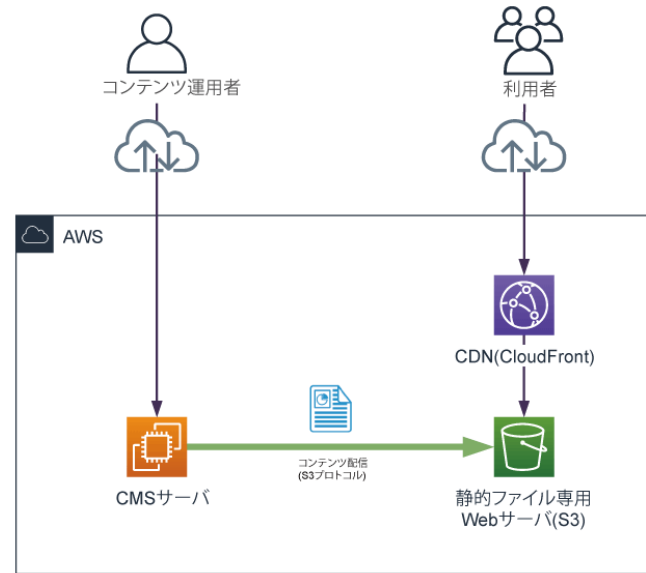 コンテンツ運用者
利用者
AWS
CDN(CloudFront)
コンテンツ配信
(S3プロトコル)
CMSサーバ
静的ファイル専用
Webサーバ(S3)